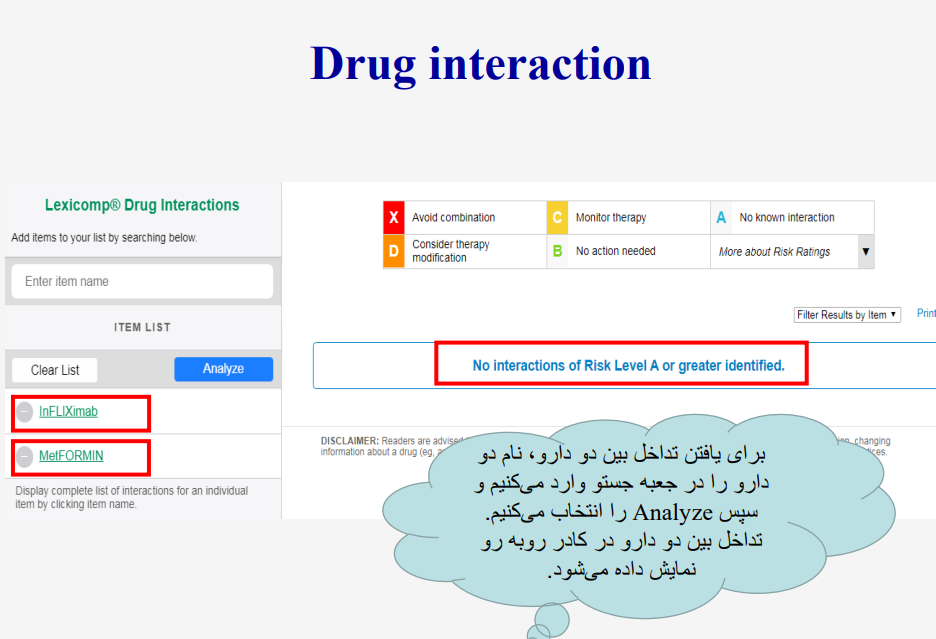 Drug interaction
Lexicomp® Drug Interactions
Add items to your list by searching below.
Enter item name
ITEM LIST
Clear List
Analyze
InFLIXimab
MetFORMIN
Display complete list of interactions for an individual
item by clicking item name.
X Avoid combination
C Monitor therapy
A No known interaction
D Consider therapy
modification
B No action needed
More about Risk Ratings
Filter Results by Item
Print
No interactions of Risk Level A or greater identified.
DISCLAIMER: Readers are advised changing
information about a drug (eg,
برای یافتن تداخل بین دو دارو، نام دو
دارو را در جعبه جستو وارد می‌کنیم و
سپس Analyze را انتخاب می‌کنیم.
تداخل بین دو دارو در کادر روبه رو
نمایش داده می‌شود.